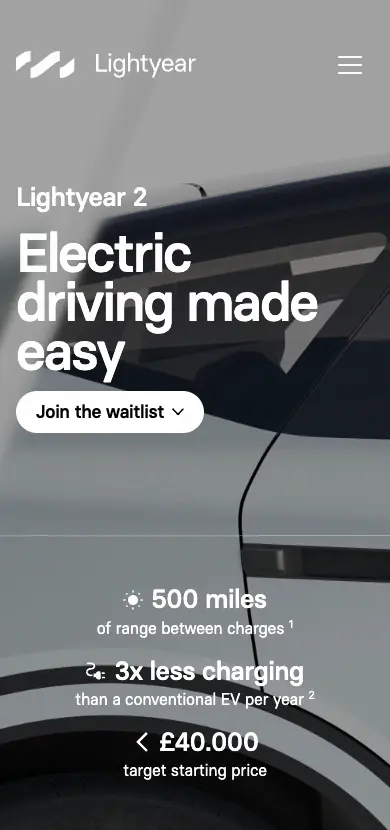 Lightyear
Lightyear 2
Electric
driving made
easy
Join the waitlist
500 miles
of range between charges ¹
3x less charging
than a conventional EV per year ²
< £40.000
target starting price